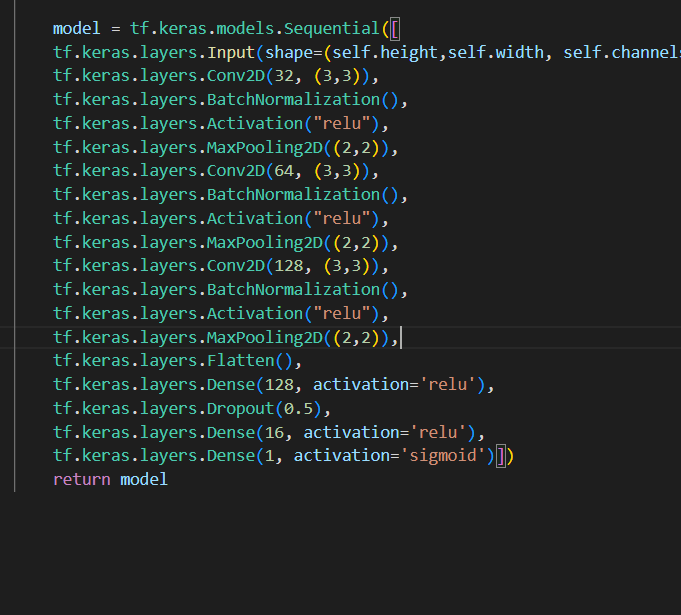 model = tf.keras.models.Sequential([
tf.keras.layers.Input(shape=(self.height,self.width, self.channels
tf.keras.layers.Conv2D(32, (3,3)),
tf.keras.layers.BatchNormalization(),
tf.keras.layers.Activation("relu"),
tf.keras.layers.MaxPooling2D((2,2)),
tf.keras.layers.Conv2D(64, (3,3)),
tf.keras.layers.BatchNormalization(),
tf.keras.layers.Activation("relu"),
tf.keras.layers.MaxPooling2D((2,2)),
tf.keras.layers.Conv2D(128, (3,3)),
tf.keras.layers.BatchNormalization(),
tf.keras.layers.Activation("relu"),
tf.keras.layers.MaxPooling2D((2,2)),
tf.keras.layers.Flatten(),
tf.keras.layers.Dense(128, activation='relu'),
tf.keras.layers.Dropout(0.5),
tf.keras.layers.Dense(16, activation='relu'),
tf.keras.layers.Dense(1, activation='sigmoid')])
return model